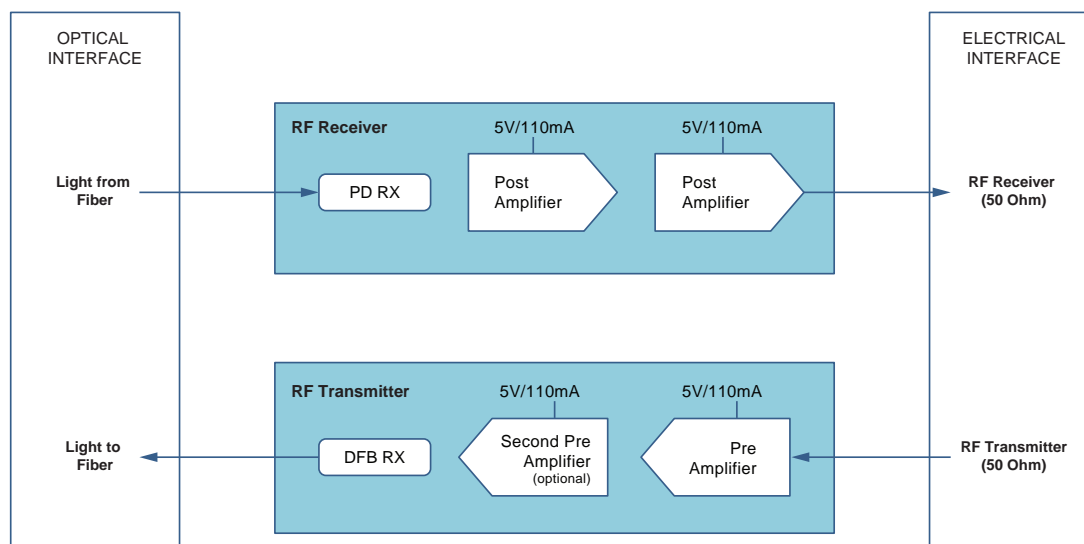 OPTICAL
INTERFACE
ELECTRICAL
INTERFACE
RF Receiver
5V/110mA
5V/110mA
Light from
Fiber
PD RX
Post
Amplifier
Post
Amplifier
RF Receiver
(50 Ohm)
RF Transmitter
5V/110mA
5V/110mA
Light to
Fiber
DFB RX
Second Pre
Amplifier
(optional)
Pre
Amplifier
RF Transmitter
(50 Ohm)